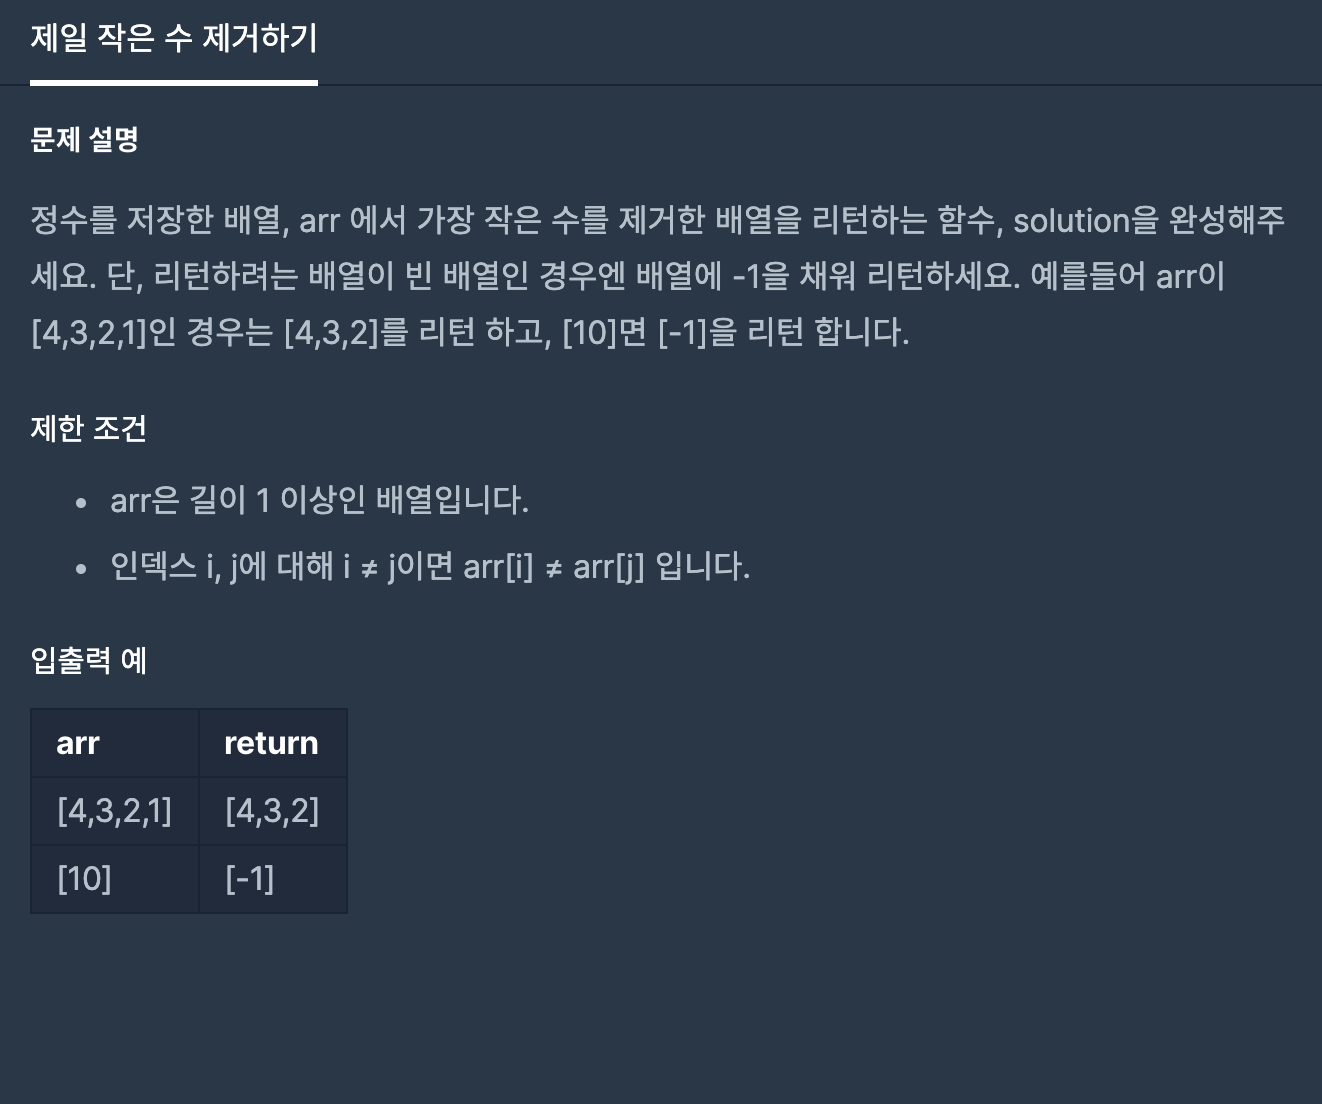 제일 작은 수 제거하기
문제 설명
정수를 저장한 배열, arr 에서 가장 작은 수를 제거한 배열을 리턴하는 함수, solution을 완성해주
세요. 단, 리턴하려는 배열이 빈 배열인 경우엔 배열에 -1을 채워 리턴하세요. 예를들어 arr이
[4,3,2,1]인 경우는 [4,3,2]를 리턴 하고, [10]면 [-1]을 리턴 합니다.
제한 조건
• arr은 길이 1 이상인 배열입니다.
• 인덱스 i, j에 대해 i ≠ j이면 arr[i] ≠ arr[j] 입니다.
입출력 예
arr return
[4,3,2,1] [4,3,2]
[10] [-1]